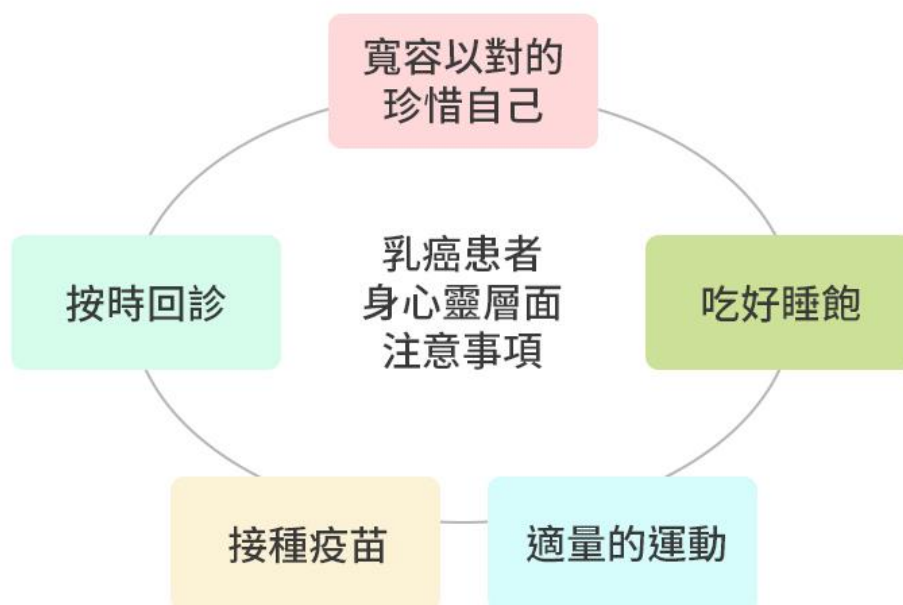 寬容以對的
珍惜自己
乳癌患者
身心靈層面
注意事項
按時回診
吃好睡飽
接種疫苗
適量的運動